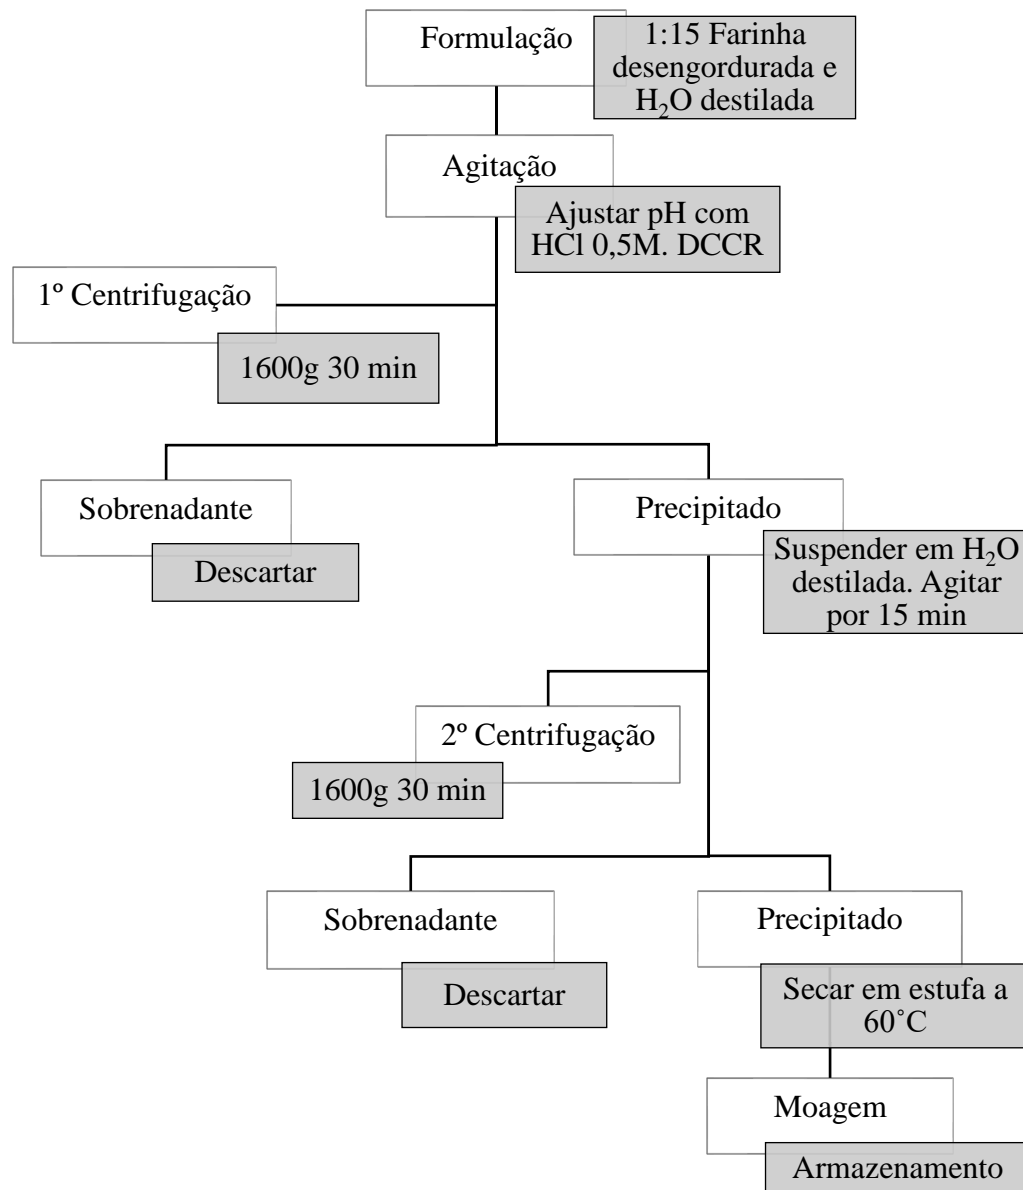 Formulação
1:15 Farinha
desengordurada e
H₂O destilada
Agitação
Ajustar pH com
HCl 0,5M. DCCR
1º Centrifugação
1600g 30 min
Sobrenadante
Descartar
Precipitado
Suspender em H₂O
destilada. Agitar
por 15 min
2º Centrifugação
1600g 30 min
Sobrenadante
Descartar
Precipitado
Secar em estufa a
60˚C
Moagem
Armazenamento